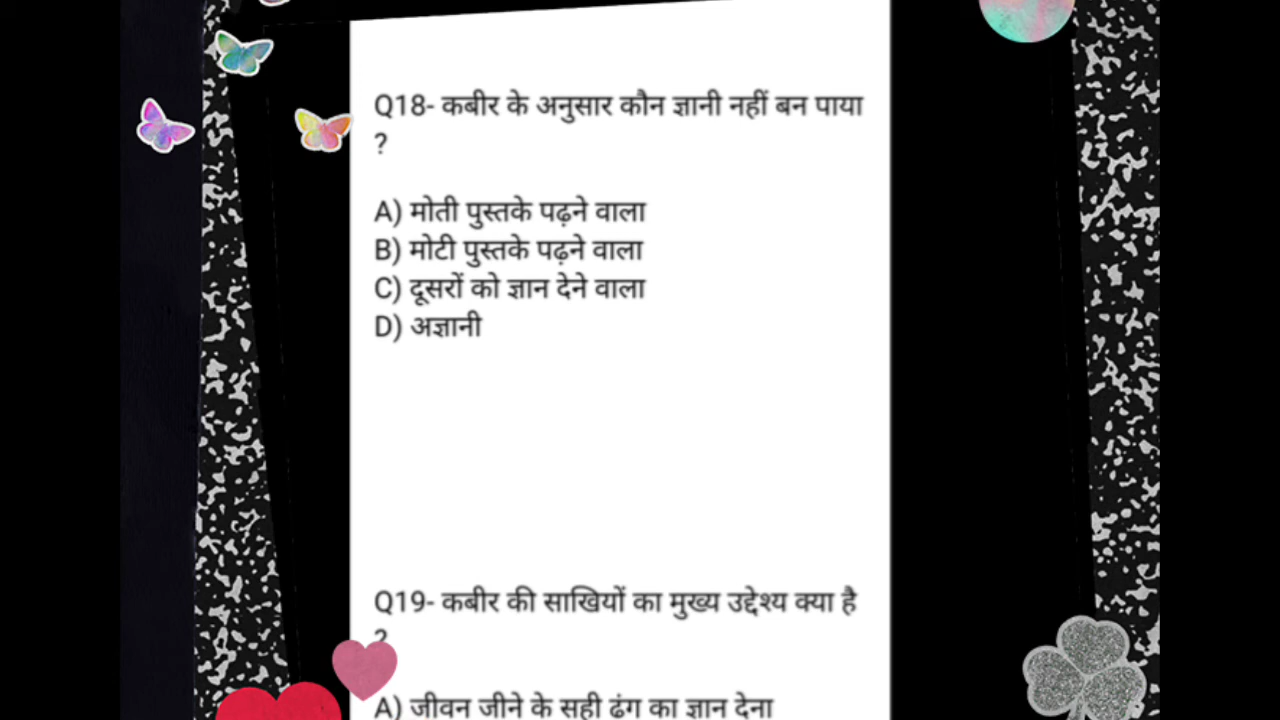 Q18- कबीर के अनुसार कौन ज्ञानी नहीं बन पाया
?
A) मोती पुस्तके पढ़ने वाला
B) मोटी पुस्तके पढ़ने वाला
C) दूसरों को ज्ञान देने वाला
D) अज्ञानी
Q19- कबीर की साखियों का मुख्य उद्देश्य क्या है
?
A) जीवन जीने के सही ढंग का ज्ञान देना